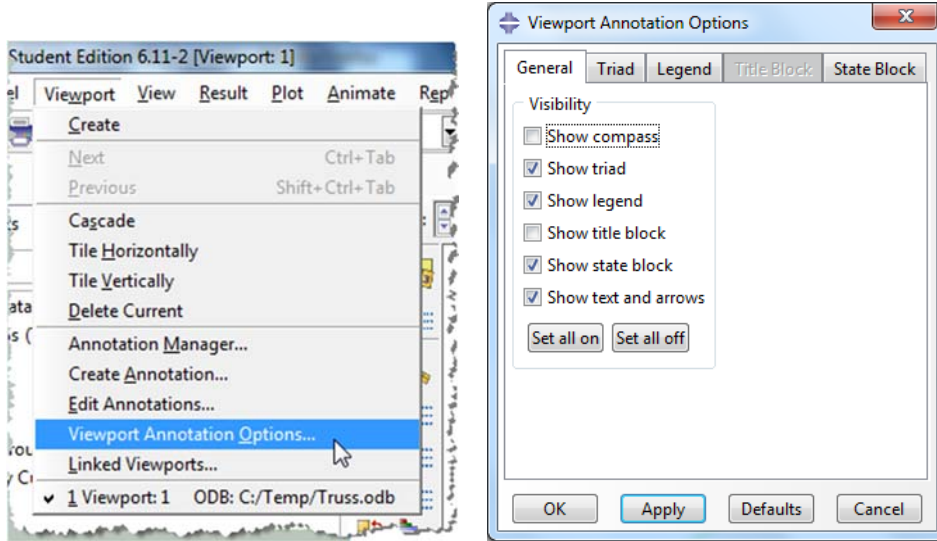 Student Edition 6.11-2 [Viewport: 1]
el Viewport View Result Plot Animate Rep
Create
Next Ctrl+Tab
Previous Shift+Ctrl+Tab
Cascade
Tile Horizontally
Tile Vertically
Delete Current
Annotation Manager...
Create Annotation...
Edit Annotations...
Viewport Annotation Options...
Linked Viewports...
1 Viewport: 1 ODB: C:/Temp/Truss.odb
Viewport Annotation Options
General Triad Legend Title Block State Block
Visibility
Show compass
Show triad
Show legend
Show title block
Show state block
Show text and arrows
Set all on Set all off
OK Apply Defaults Cancel